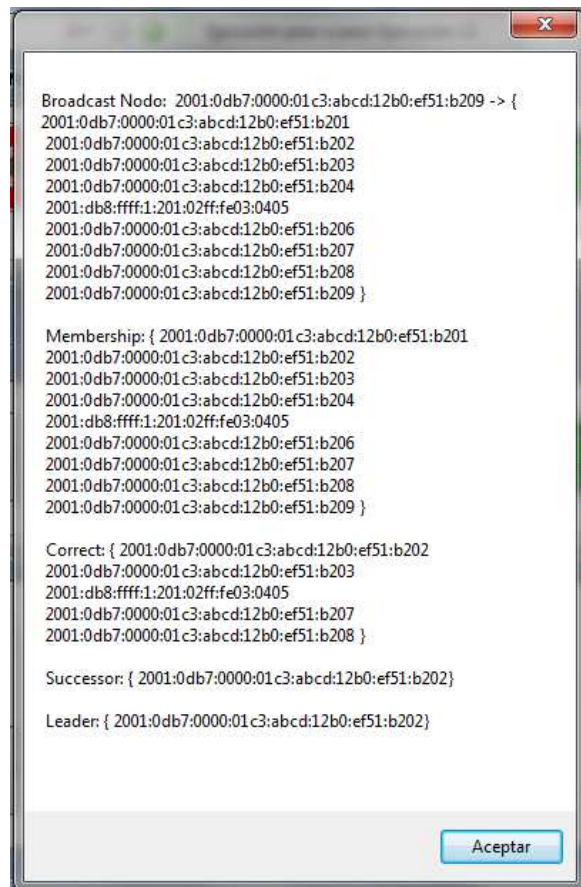 Broadcast Nodo: 2001:0db7:0000:01c3:abcd:12b0:ef51:b209 -> {
2001:0db7:0000:01c3:abcd:12b0:ef51:b201
2001:0db7:0000:01c3:abcd:12b0:ef51:b202
2001:0db7:0000:01c3:abcd:12b0:ef51:b203
2001:0db7:0000:01c3:abcd:12b0:ef51:b204
2001:db8:ffff:1:201:02ff:fe03:0405
2001:0db7:0000:01c3:abcd:12b0:ef51:b206
2001:0db7:0000:01c3:abcd:12b0:ef51:b207
2001:0db7:0000:01c3:abcd:12b0:ef51:b208
2001:0db7:0000:01c3:abcd:12b0:ef51:b209 }
Membership: { 2001:0db7:0000:01c3:abcd:12b0:ef51:b201
2001:0db7:0000:01c3:abcd:12b0:ef51:b202
2001:0db7:0000:01c3:abcd:12b0:ef51:b203
2001:0db7:0000:01c3:abcd:12b0:ef51:b204
2001:db8:ffff:1:201:02ff:fe03:0405
2001:0db7:0000:01c3:abcd:12b0:ef51:b206
2001:0db7:0000:01c3:abcd:12b0:ef51:b207
2001:0db7:0000:01c3:abcd:12b0:ef51:b208
2001:0db7:0000:01c3:abcd:12b0:ef51:b209 }
Correct: { 2001:0db7:0000:01c3:abcd:12b0:ef51:b202
2001:0db7:0000:01c3:abcd:12b0:ef51:b203
2001:db8:ffff:1:201:02ff:fe03:0405
2001:0db7:0000:01c3:abcd:12b0:ef51:b207
2001:0db7:0000:01c3:abcd:12b0:ef51:b208 }
Successor: { 2001:0db7:0000:01c3:abcd:12b0:ef51:b202}
Leader: { 2001:0db7:0000:01c3:abcd:12b0:ef51:b202}
Aceptar